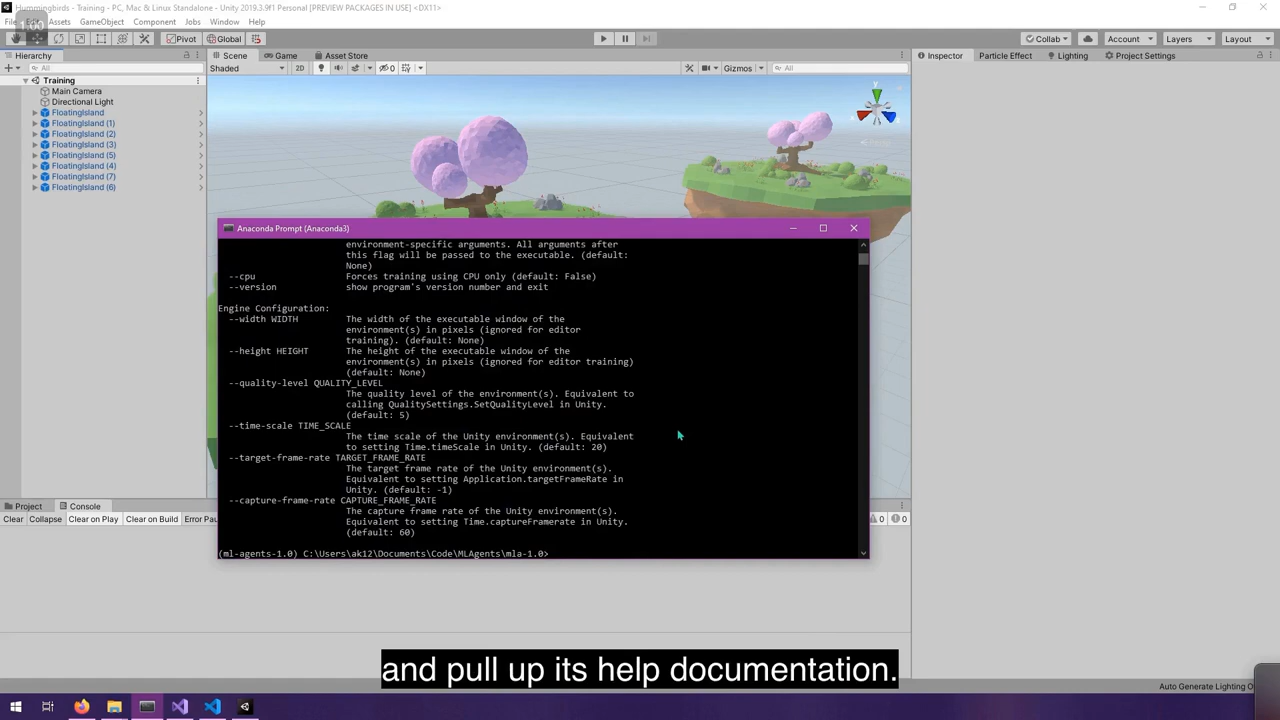 Hummingbirds - Training - PC, Mac & Linux Standalone - Unity 2019.3.9f1 Personal [PREVIEW PACKAGES IN USE] <DX11>
1.00
File Edit Assets GameObject Component Jobs Window Help
Pivot Global Collab Account Layers Layout
Hierarchy Scene Game Asset Store Inspector Particle Effect Lighting Project Settings
All Shaded 2D 0 Gizmos All
Training
Main Camera
Directional Light
FloatingIsland
FloatingIsland (1)
FloatingIsland (2)
FloatingIsland (3)
FloatingIsland (5)
FloatingIsland (4)
FloatingIsland (7)
FloatingIsland (6)
y
Anaconda Prompt (Anaconda3)
environment-specific arguments. All arguments after
this flag will be passed to the executable. (default:
None)
--cpu Forces training using CPU only (default: False)
--version show program's version number and exit
Engine Configuration:
--width WIDTH The width of the executable window of the
environment(s) in pixels (ignored for editor
training). (default: None)
--height HEIGHT The height of the executable window of the
environment(s) in pixels (ignored for editor training)
(default: None)
--quality-level QUALITY_LEVEL
The quality level of the environment(s). Equivalent to
calling QualitySettings.SetQualityLevel in Unity.
(default: 5)
--time-scale TIME_SCALE
The time scale of the Unity environment(s). Equivalent
to setting Time.timeScale in Unity. (default: 20)
--target-frame-rate TARGET_FRAME_RATE
The target frame rate of the Unity environment(s).
Equivalent to setting Application.targetFrameRate in
Unity. (default: -1)
--capture-frame-rate CAPTURE_FRAME_RATE
The capture frame rate of the Unity environment(s).
Equivalent to setting Time.captureFramerate in Unity.
(default: 60)
(ml-agents-1.0) C:\Users\ak12\Documents\Code\MLAgents\mla-1.0>
Project Console
Clear Collapse Clear on Play Clear on Build Error Pau 0 0
and pull up its help documentation.
Auto Generate Lighting O